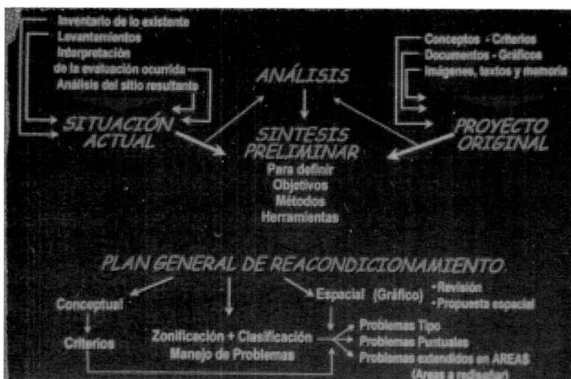 Inventario de lo existente
Levantamientos
Interpretación
de la evaluación ocurrida
Análisis del sitio resultante
SITUACIÓN
ACTUAL
ANÁLISIS
SINTESIS
PRELIMINAR
Para definir
Objetivos
Métodos
Herramientas
Conceptos - Criterios
Documentos - Gráficos
Imágenes, textos y memoria
PROYECTO
ORIGINAL
PLAN GENERAL DE REACONDICIONAMIENTO
Conceptual
Criterios
Zonificación + Clasificación
Manejo de Problemas
Espacial (Gráfico)
·Revisión
·Propuesta espacial
Problemas Tipo
Problemas Puntuales
Problemas extendidos en AREAS
(Areas a rediseñar)